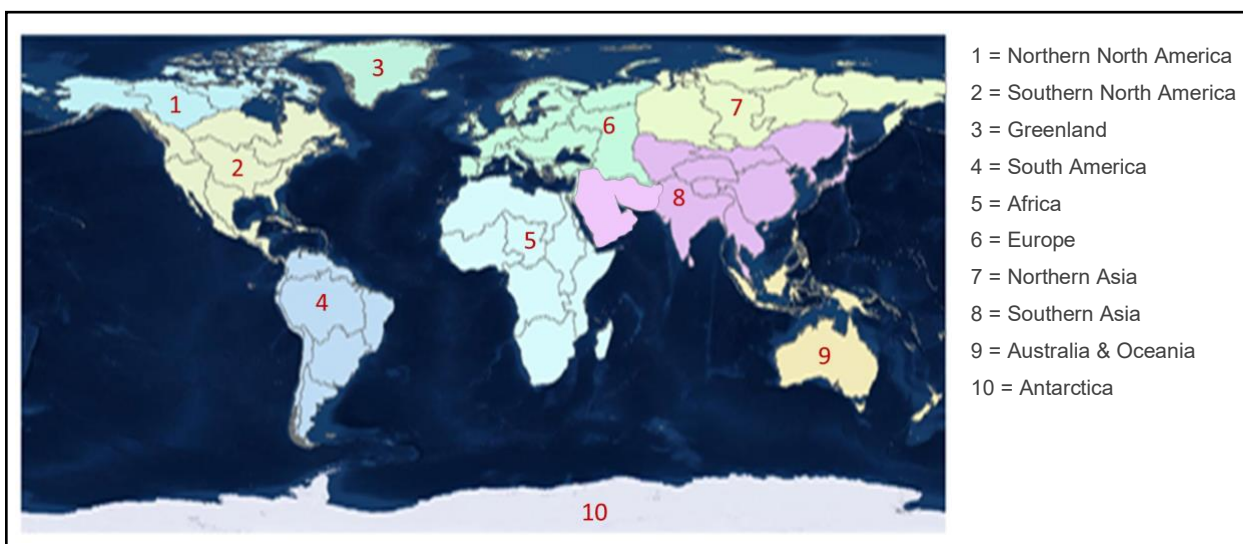 1 = Northern North America
2 = Southern North America
3 = Greenland
4 = South America
5 = Africa
6 = Europe
7 = Northern Asia
8 = Southern Asia
9 = Australia & Oceania
10 = Antarctica
3
1
7
6
2
8
5
4
9
10